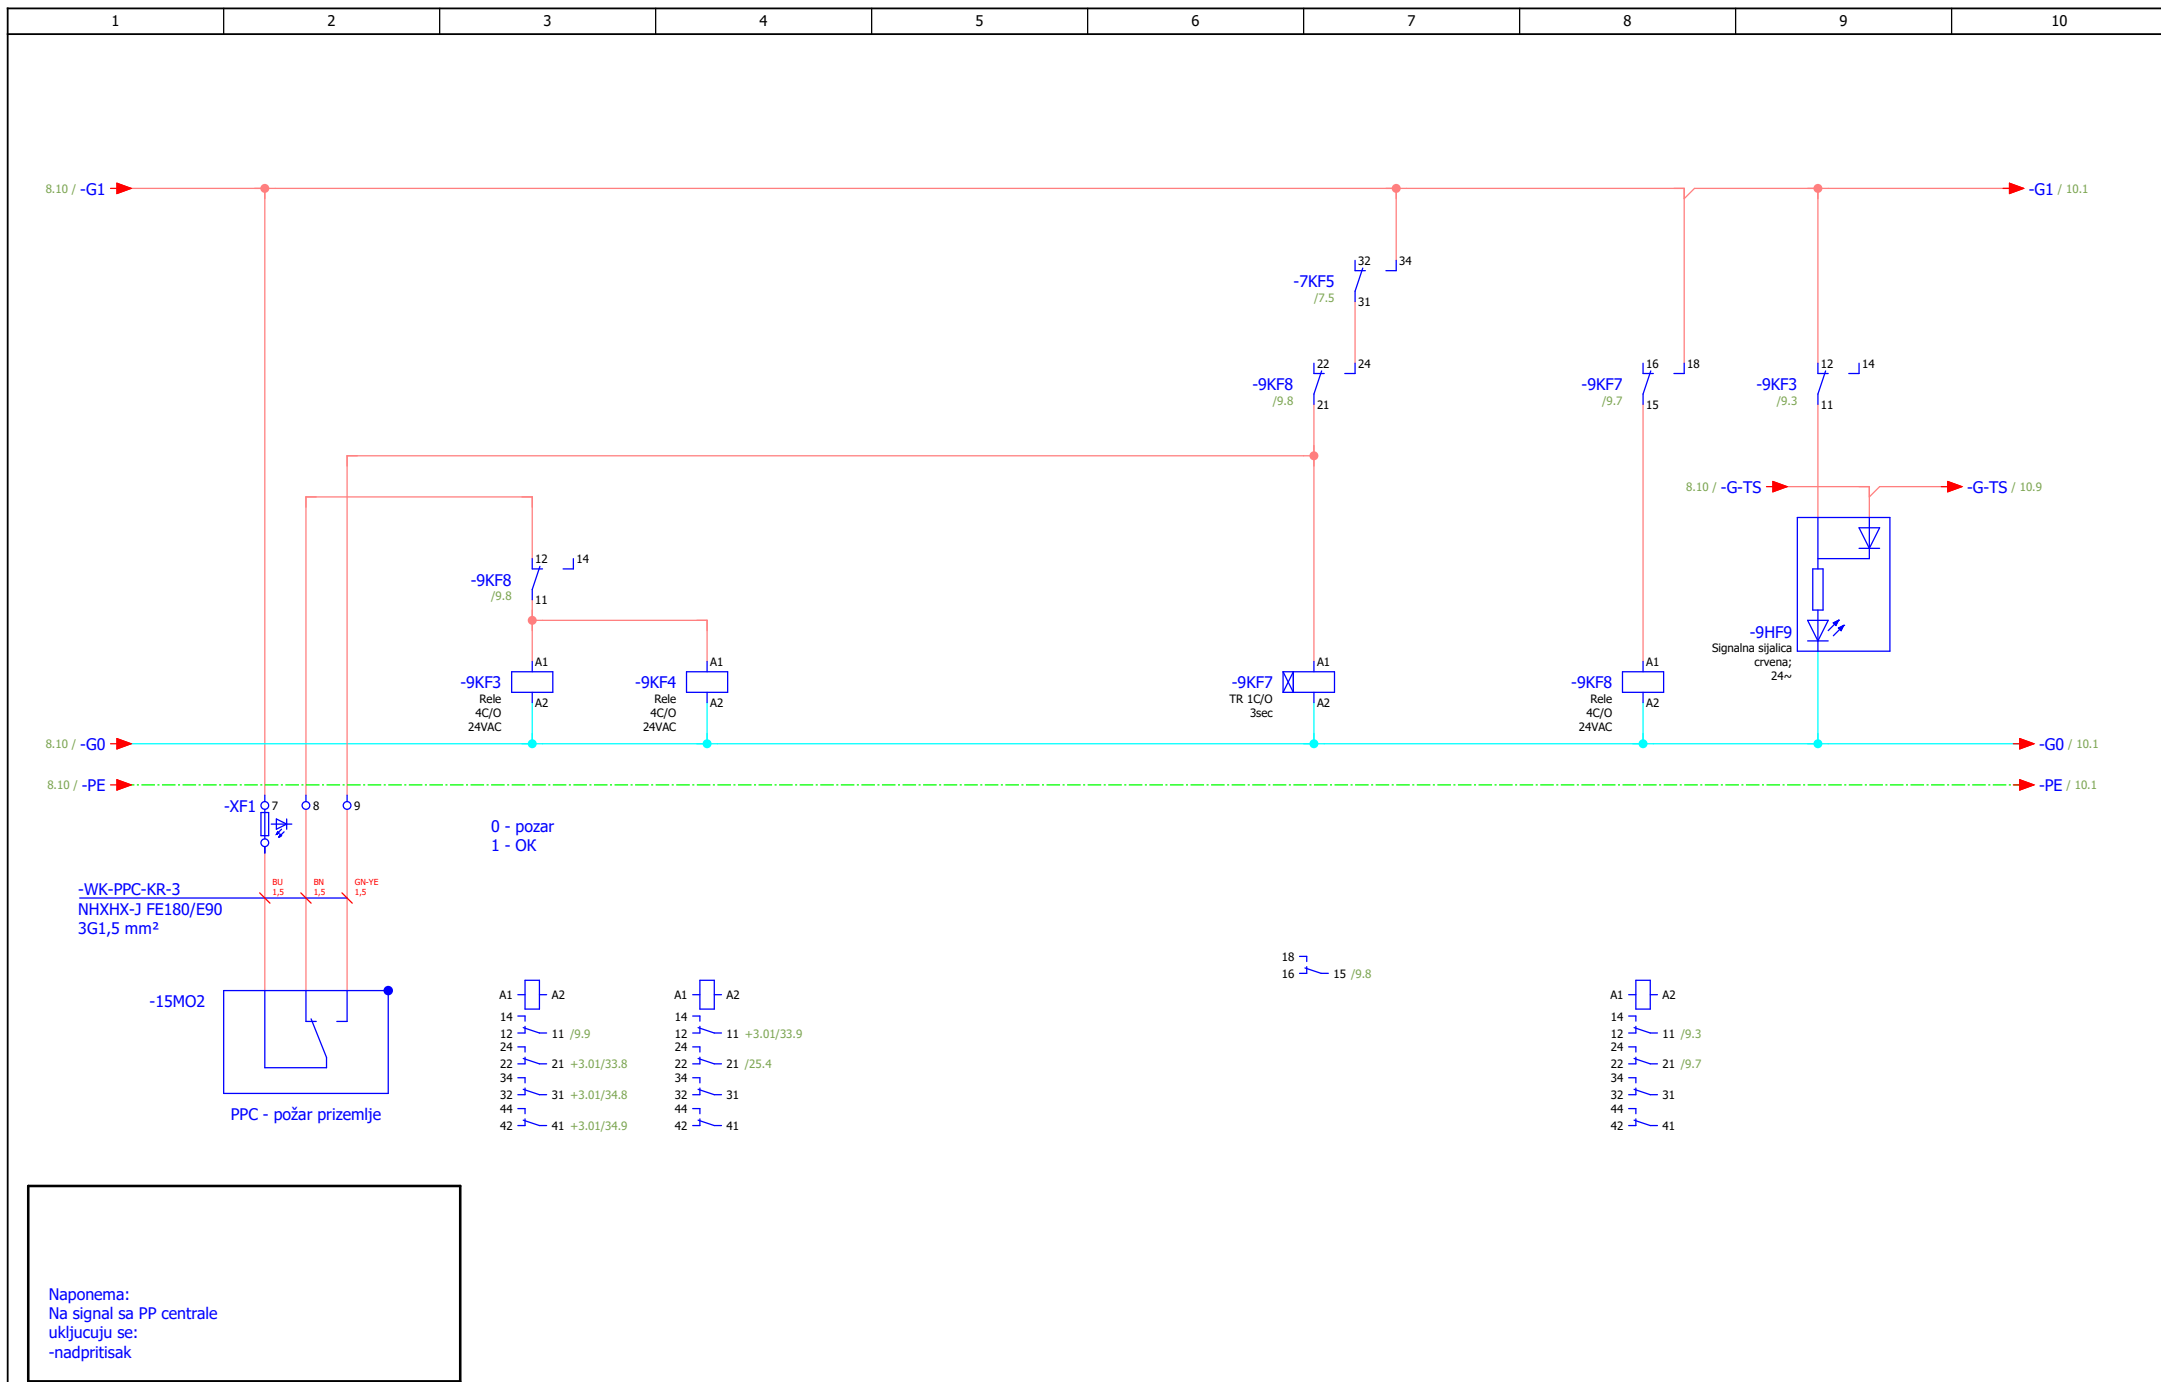 1 2 3 4 5 6 7 8 9 10
8.10 / -G1
-G1 / 10.1
32 34
-7KF5
/7.5
31
22 24
-9KF8
/9.8
21
16 18
-9KF7
/9.7
15
12 14
-9KF3
/9.3
11
8.10 / -G-TS
-G-TS / 10.9
12 14
-9KF8
/9.8
11
A1
-9KF3
A2
Rele
4C/O
24VAC
A1
-9KF4
A2
Rele
4C/O
24VAC
A1
-9KF7
A2
TR 1C/O
3sec
A1
-9KF8
A2
Rele
4C/O
24VAC
-9HF9
Signalna sijalica
crvena;
24~
8.10 / -G0
-G0 / 10.1
8.10 / -PE
-PE / 10.1
-XF1 7 8 9
0 - pozar
1 - OK
BU
1,5
BN
1,5
GN-YE
1,5
-WK-PPC-KR-3
NHXHX-J FE180/E90
3G1,5 mm²
-15MO2
PPC - požar prizemlje
A1 A2
14
12 11 /9.9
24
22 21 +3.01/33.8
34
32 31 +3.01/34.8
44
42 41 +3.01/34.9
A1 A2
14
12 11 +3.01/33.9
24
22 21 /25.4
34
32 31
44
42 41
18
16 15 /9.8
A1 A2
14
12 11 /9.3
24
22 21 /9.7
34
32 31
44
42 41
Naponema:
Na signal sa PP centrale
ukljucuju se:
-nadpritisak